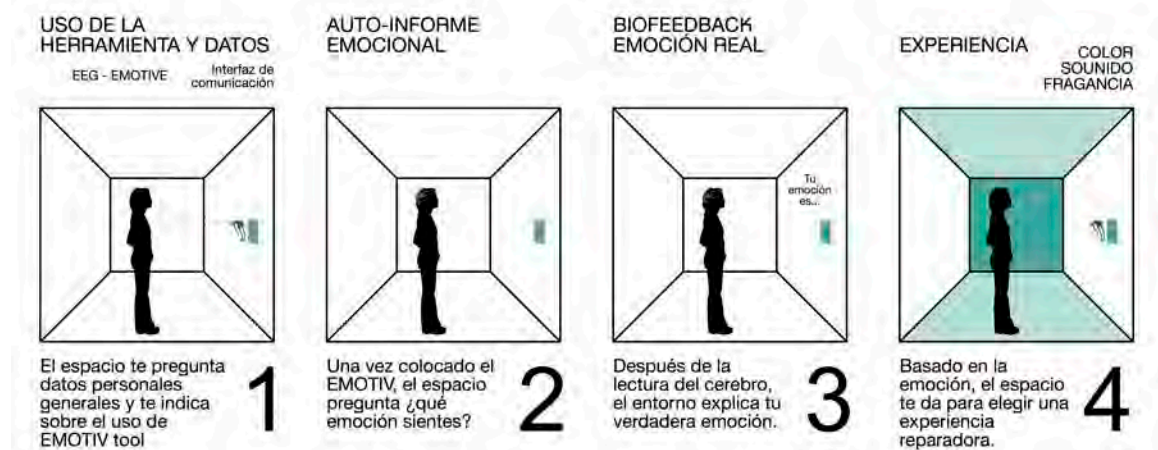 USO DE LA
HERRAMIENTA Y DATOS
EEG - EMOTIVE
Interfaz de
comunicación
El espacio te pregunta
datos personales
generales y te indica
sobre el uso de
EMOTIV tool
1
AUTO-INFORME
EMOCIONAL
Una vez colocado el
EMOTIV, el espacio
pregunta ¿qué
emoción sientes?
2
BIOFEEDBACK
EMOCIÓN REAL
Tu
emoción
es...
Después de la
lectura del cerebro,
el entorno explica tu
verdadera emoción.
3
EXPERIENCIA
COLOR
SOUNIDO
FRAGANCIA
Basado en la
emoción, el espacio
te da para elegir una
experiencia
reparadora.
4